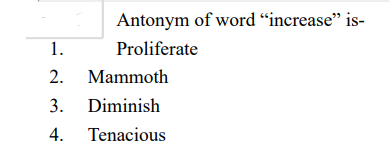 Antonym of word “increase” is-
1. Proliferate
2. Mammoth
3. Diminish
4. Tenacious